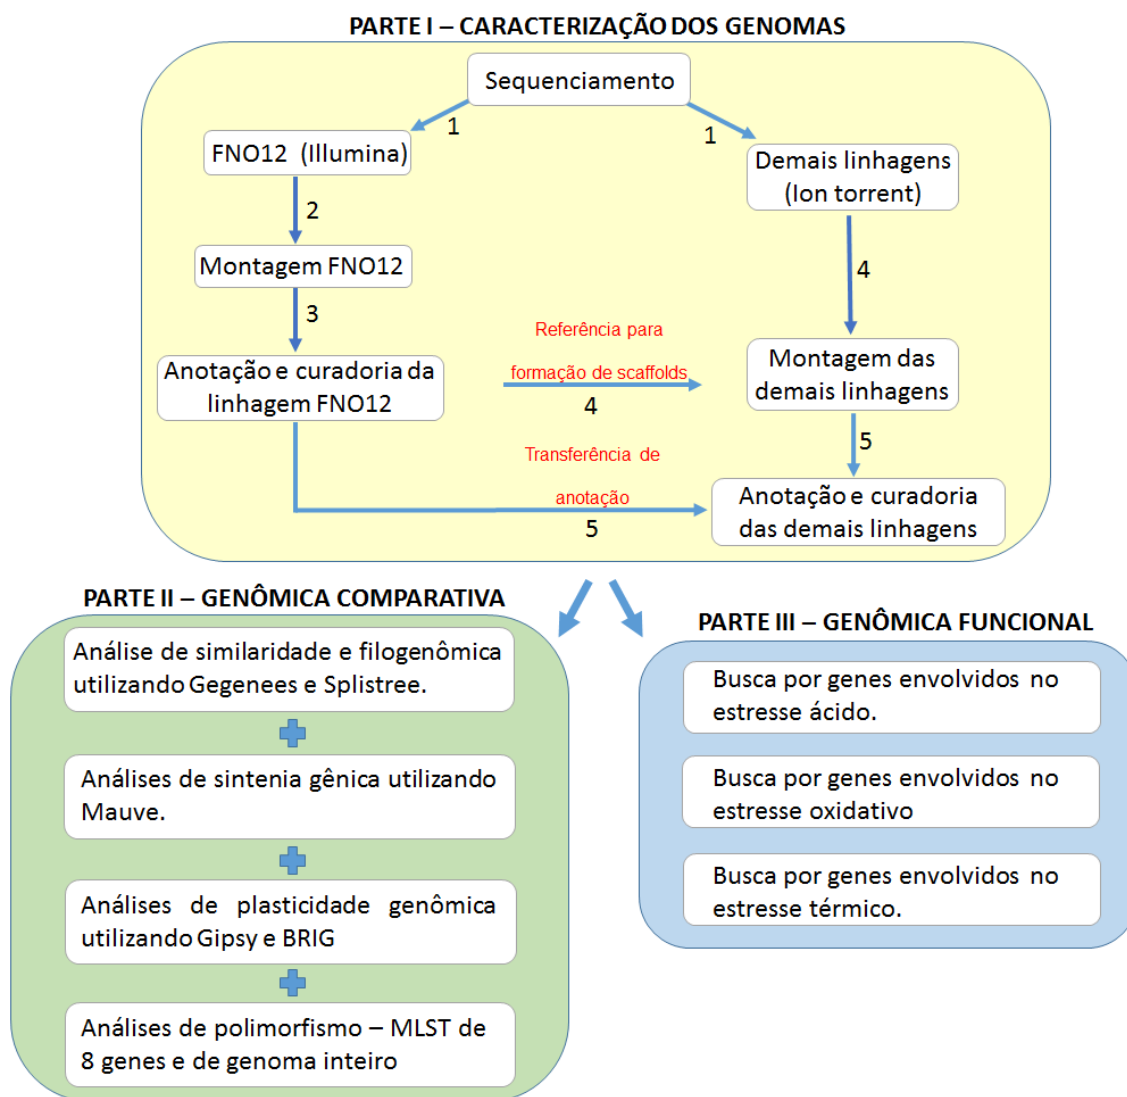 PARTE I – CARACTERIZAÇÃO DOS GENOMAS
Sequenciamento
1
1
FNO12 (Illumina)
Demais linhagens
(Ion torrent)
2
4
Montagem FNO12
3
Referência para
formação de scaffolds
4
Montagem das
demais linhagens
Anotação e curadoria da
linhagem FNO12
5
Transferência de
anotação
5
Anotação e curadoria
das demais linhagens
PARTE II – GENÔMICA COMPARATIVA
Análise de similaridade e filogenômica
utilizando Gegenees e Splistree.
Análises de sintenia gênica utilizando
Mauve.
Análises de plasticidade genômica
utilizando Gipsy e BRIG
Análises de polimorfismo – MLST de
8 genes e de genoma inteiro
PARTE III – GENÔMICA FUNCIONAL
Busca por genes envolvidos no
estresse ácido.
Busca por genes envolvidos no
estresse oxidativo
Busca por genes envolvidos no
estresse térmico.